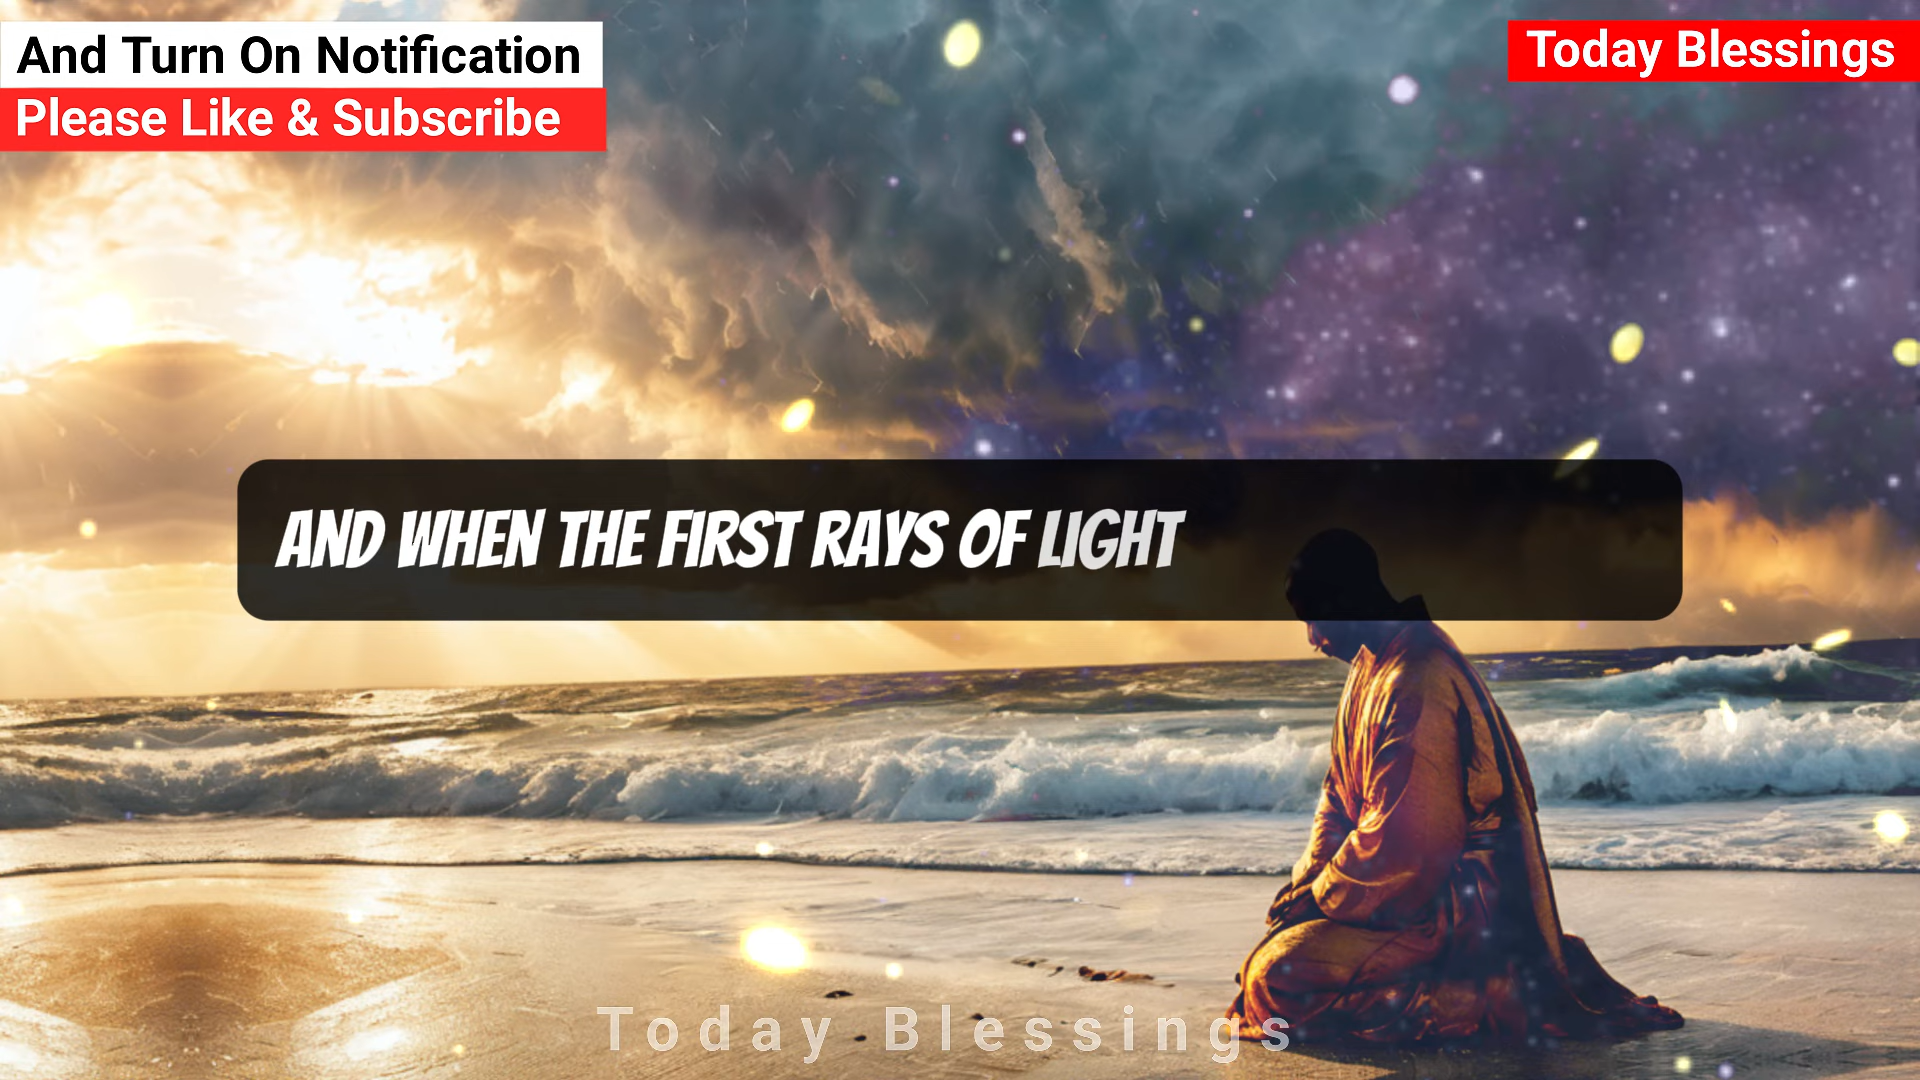 And Turn On Notification
Please Like & Subscribe
Today Blessings
AND WHEN THE FIRST RAYS OF LIGHT
Today Blessings